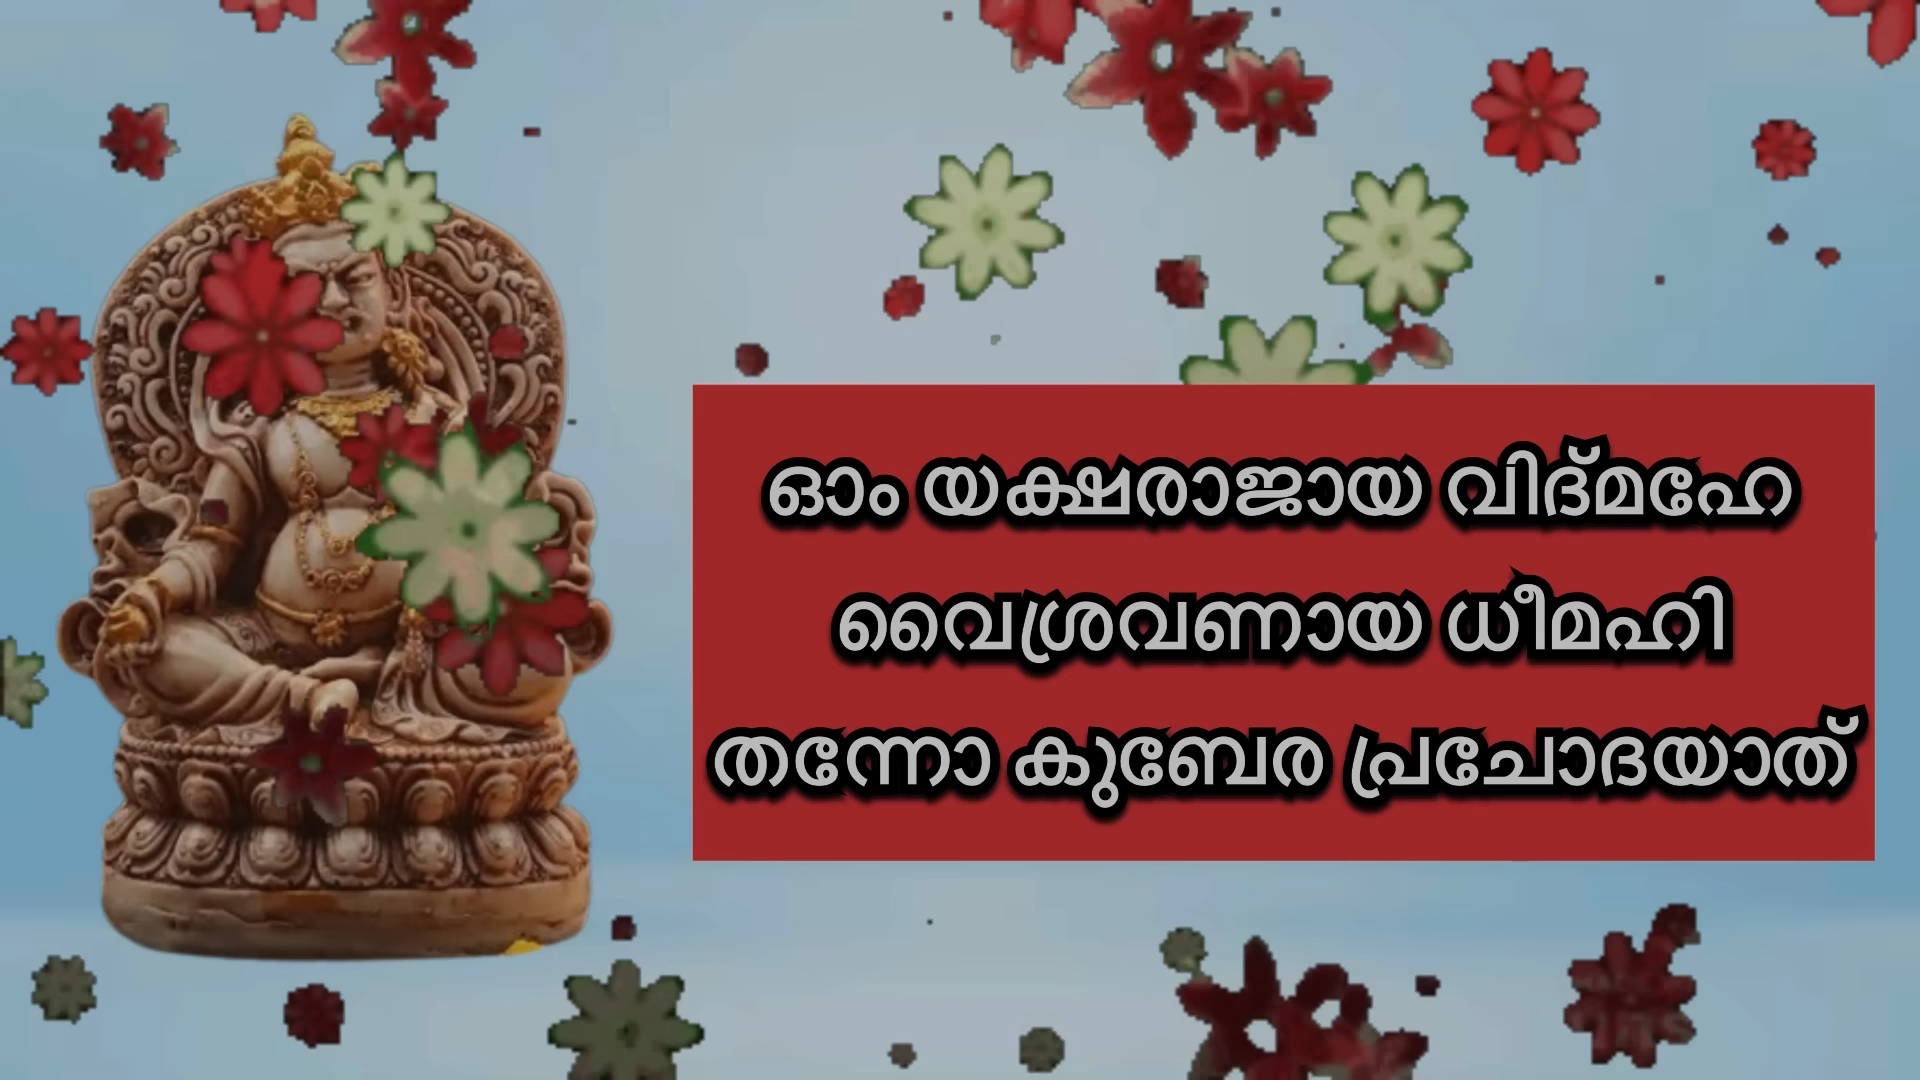 ഓം യക്ഷരാജായ വിദ്മഹേ
വൈശ്രവണായ ധീമഹി
തന്നോ കുബേര പ്രചോദയാത്